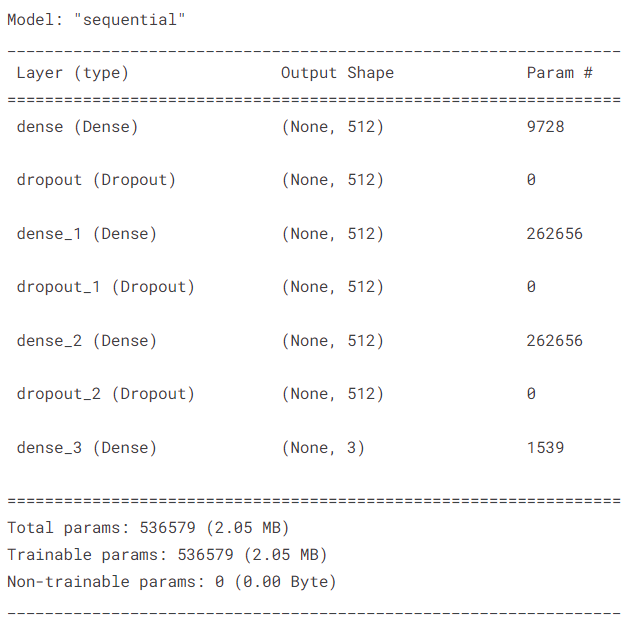 Model: "sequential"
_________________________________________________________________
Layer (type) Output Shape Param #
=================================================================
dense (Dense) (None, 512) 9728
dropout (Dropout) (None, 512) 0
dense_1 (Dense) (None, 512) 262656
dropout_1 (Dropout) (None, 512) 0
dense_2 (Dense) (None, 512) 262656
dropout_2 (Dropout) (None, 512) 0
dense_3 (Dense) (None, 3) 1539
=================================================================
Total params: 536579 (2.05 MB)
Trainable params: 536579 (2.05 MB)
Non-trainable params: 0 (0.00 Byte)
_________________________________________________________________